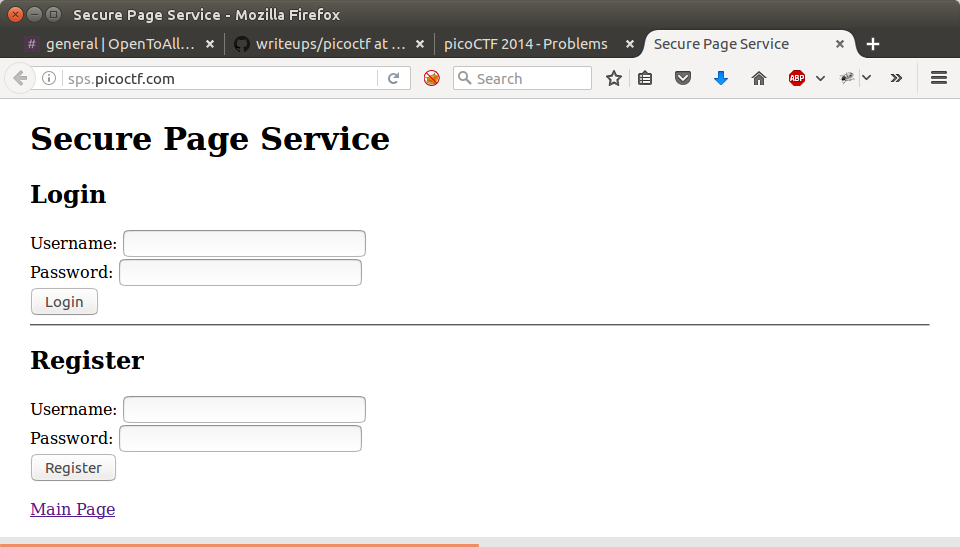 Secure Page Service - Mozilla Firefox
# general | OpenToAll... writeups/picoctf at ... picoCTF 2014 - Problems Secure Page Service
sps.picoctf.com Search ABP
Secure Page Service
Login
Username:
Password:
Login
Register
Username:
Password:
Register
Main Page